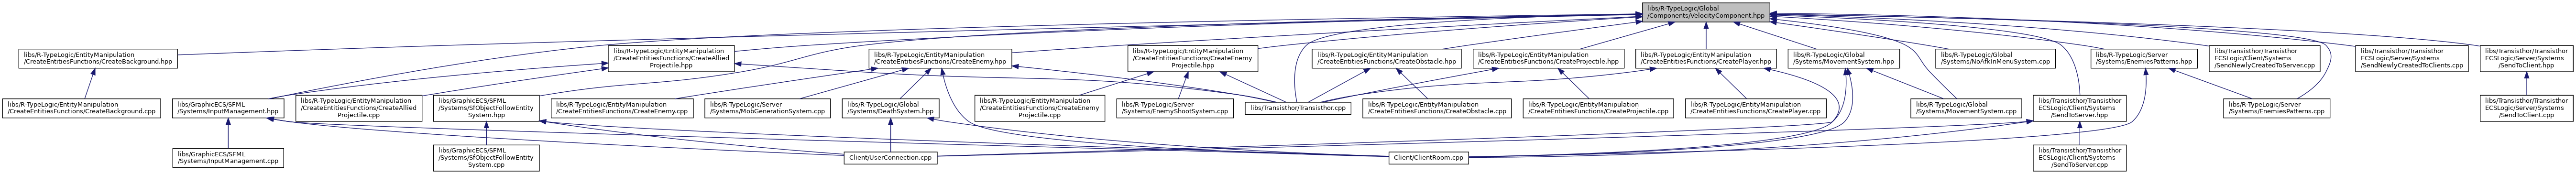 libs/R-TypeLogic/Global
/Components/VelocityComponent.hpp
libs/R-TypeLogic/EntityManipulation
/CreateEntitiesFunctions/CreateBackground.hpp
libs/R-TypeLogic/EntityManipulation
/CreateEntitiesFunctions/CreateAllied
Projectile.hpp
libs/R-TypeLogic/EntityManipulation
/CreateEntitiesFunctions/CreateEnemy.hpp
libs/R-TypeLogic/EntityManipulation
/CreateEntitiesFunctions/CreateEnemy
Projectile.hpp
libs/R-TypeLogic/EntityManipulation
/CreateEntitiesFunctions/CreateObstacle.hpp
libs/R-TypeLogic/EntityManipulation
/CreateEntitiesFunctions/CreateProjectile.hpp
libs/R-TypeLogic/EntityManipulation
/CreateEntitiesFunctions/CreatePlayer.hpp
libs/R-TypeLogic/Global
/Systems/MovementSystem.hpp
libs/R-TypeLogic/Global
/Systems/NoAfkInMenuSystem.cpp
libs/R-TypeLogic/Server
/Systems/EnemiesPatterns.hpp
libs/Transisthor/Transisthor
ECSLogic/Client/Systems
/SendNewlyCreatedToServer.cpp
libs/Transisthor/Transisthor
ECSLogic/Server/Systems
/SendNewlyCreatedToClients.cpp
libs/Transisthor/Transisthor
ECSLogic/Server/Systems
/SendToClient.hpp
libs/R-TypeLogic/EntityManipulation
/CreateEntitiesFunctions/CreateBackground.cpp
libs/GraphicECS/SFML
/Systems/InputManagement.hpp
libs/R-TypeLogic/EntityManipulation
/CreateEntitiesFunctions/CreateAllied
Projectile.cpp
libs/GraphicECS/SFML
/Systems/SfObjectFollowEntity
System.hpp
libs/R-TypeLogic/EntityManipulation
/CreateEntitiesFunctions/CreateEnemy.cpp
libs/R-TypeLogic/Server
/Systems/MobGenerationSystem.cpp
libs/R-TypeLogic/Global
/Systems/DeathSystem.hpp
libs/R-TypeLogic/EntityManipulation
/CreateEntitiesFunctions/CreateEnemy
Projectile.cpp
libs/R-TypeLogic/Server
/Systems/EnemyShootSystem.cpp
libs/Transisthor/Transisthor.cpp
libs/R-TypeLogic/EntityManipulation
/CreateEntitiesFunctions/CreateObstacle.cpp
libs/R-TypeLogic/EntityManipulation
/CreateEntitiesFunctions/CreateProjectile.cpp
libs/R-TypeLogic/EntityManipulation
/CreateEntitiesFunctions/CreatePlayer.cpp
libs/R-TypeLogic/Global
/Systems/MovementSystem.cpp
libs/Transisthor/Transisthor
ECSLogic/Client/Systems
/SendToServer.hpp
libs/R-TypeLogic/Server
/Systems/EnemiesPatterns.cpp
libs/Transisthor/Transisthor
ECSLogic/Server/Systems
/SendToClient.cpp
libs/GraphicECS/SFML
/Systems/InputManagement.cpp
libs/GraphicECS/SFML
/Systems/SfObjectFollowEntity
System.cpp
Client/UserConnection.cpp
Client/ClientRoom.cpp
libs/Transisthor/Transisthor
ECSLogic/Client/Systems
/SendToServer.cpp